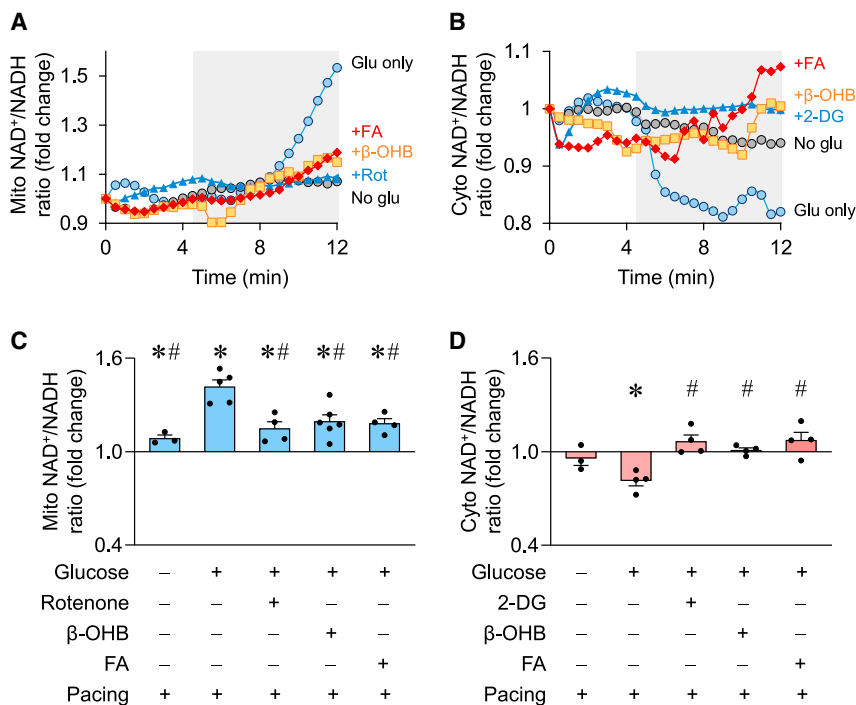 A
Mito NAD⁺/NADH
ratio (fold change)
1.5
1.3
1.1
0.9
0
4
8
12
Time (min)
Glu only
+FA
+β-OHB
+Rot
No glu
B
Cyto NAD⁺/NADH
ratio (fold change)
1.1
1
0.9
0.8
0
4
8
12
Time (min)
+FA
+β-OHB
+2-DG
No glu
Glu only
C
Mito NAD⁺/NADH
ratio (fold change)
1.6
1.0
0.4
*# * *# *# *#
Glucose – + + + +
Rotenone – – + – –
β-OHB – – – + –
FA – – – – +
Pacing + + + + +
D
Cyto NAD⁺/NADH
ratio (fold change)
1.6
1.0
0.4
* # # #
Glucose – + + + +
2-DG – – + – –
β-OHB – – – + –
FA – – – – +
Pacing + + + + +